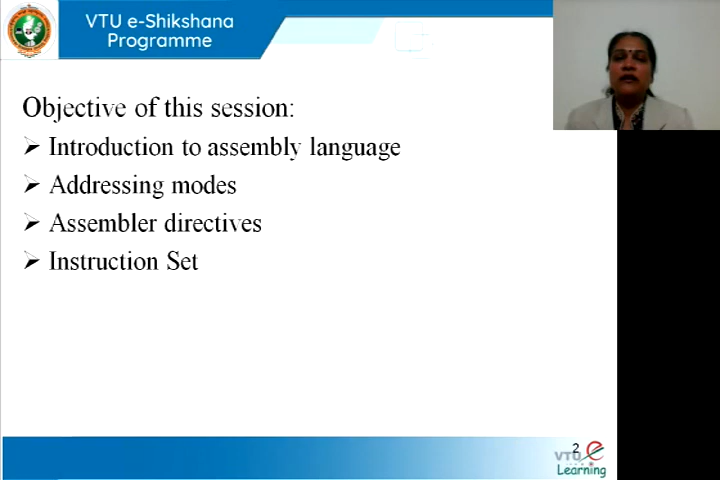 VTU e-Shikshana
Programme
Objective of this session:
➢ Introduction to assembly language
➢ Addressing modes
➢ Assembler directives
➢ Instruction Set
2
VTU e
Learning